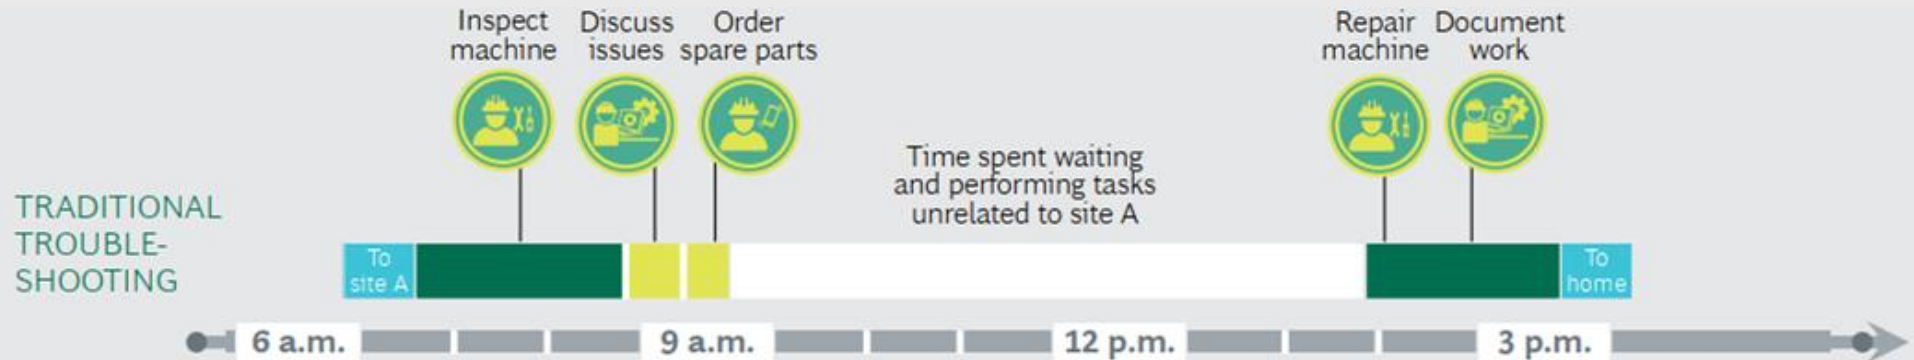 Inspect
machine
Discuss
issues
Order
spare parts
Repair
machine
Document
work
Time spent waiting
and performing tasks
unrelated to site A
TRADITIONAL
TROUBLE-
SHOOTING
To
site A
To
home
6 a.m.
9 a.m.
12 p.m.
3 p.m.